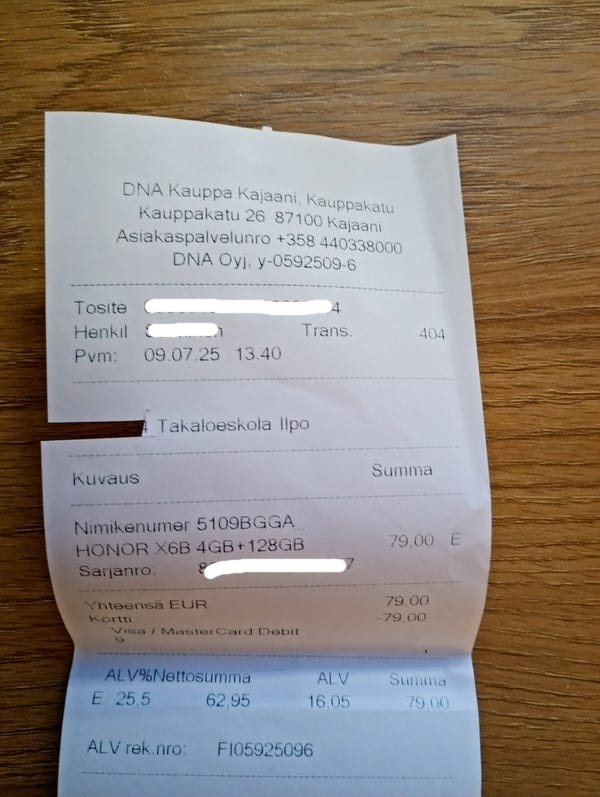 DNA Kauppa Kajaani, Kauppakatu
Kauppakatu 26 87100 Kajaani
Asiakaspalvelunro +358 440338000
DNA Oyj, y-0592509-6
Tosite 4
Henkil Trans. 404
Pvm: 09.07.25 13.40
Takaloeskola Ilpo
Kuvaus Summa
Nimikenumer 5109BGGA
HONOR X6B 4GB+128GB 79,00 E
Sarjanro: 8 7
Yhteensä EUR 79,00
Kortti -79,00
Visa / MasterCard Debit
9
ALV%Nettosumma ALV Summa
E 25,5 62,95 16,05 79,00
ALV rek.nro: FI05925096